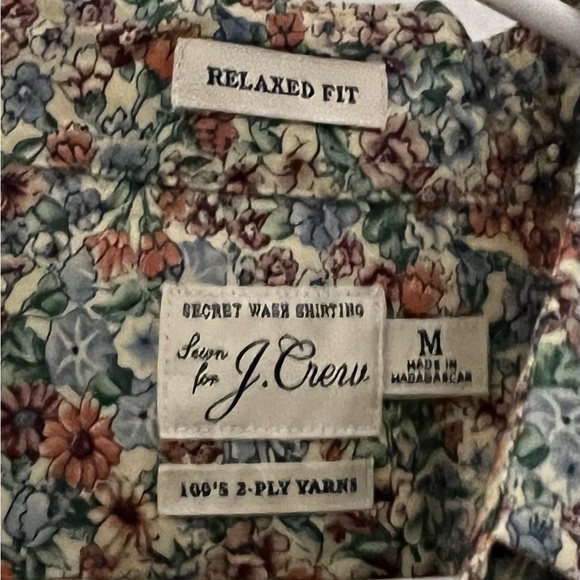 RELAXED FIT
SECRET WASH SHIRTING
Sewn
for J.Crew
M
MADE IN
MADAGASCAR
100'S 2-PLY YARNS